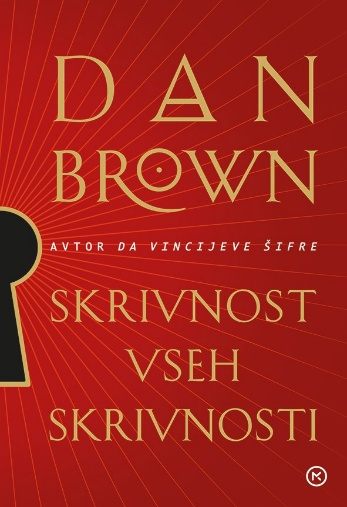 DAN
BROWN
AVTOR DA VINCIJEVE ŠIFRE
SKRIVNOST
VSEH
SKRIVNOSTI